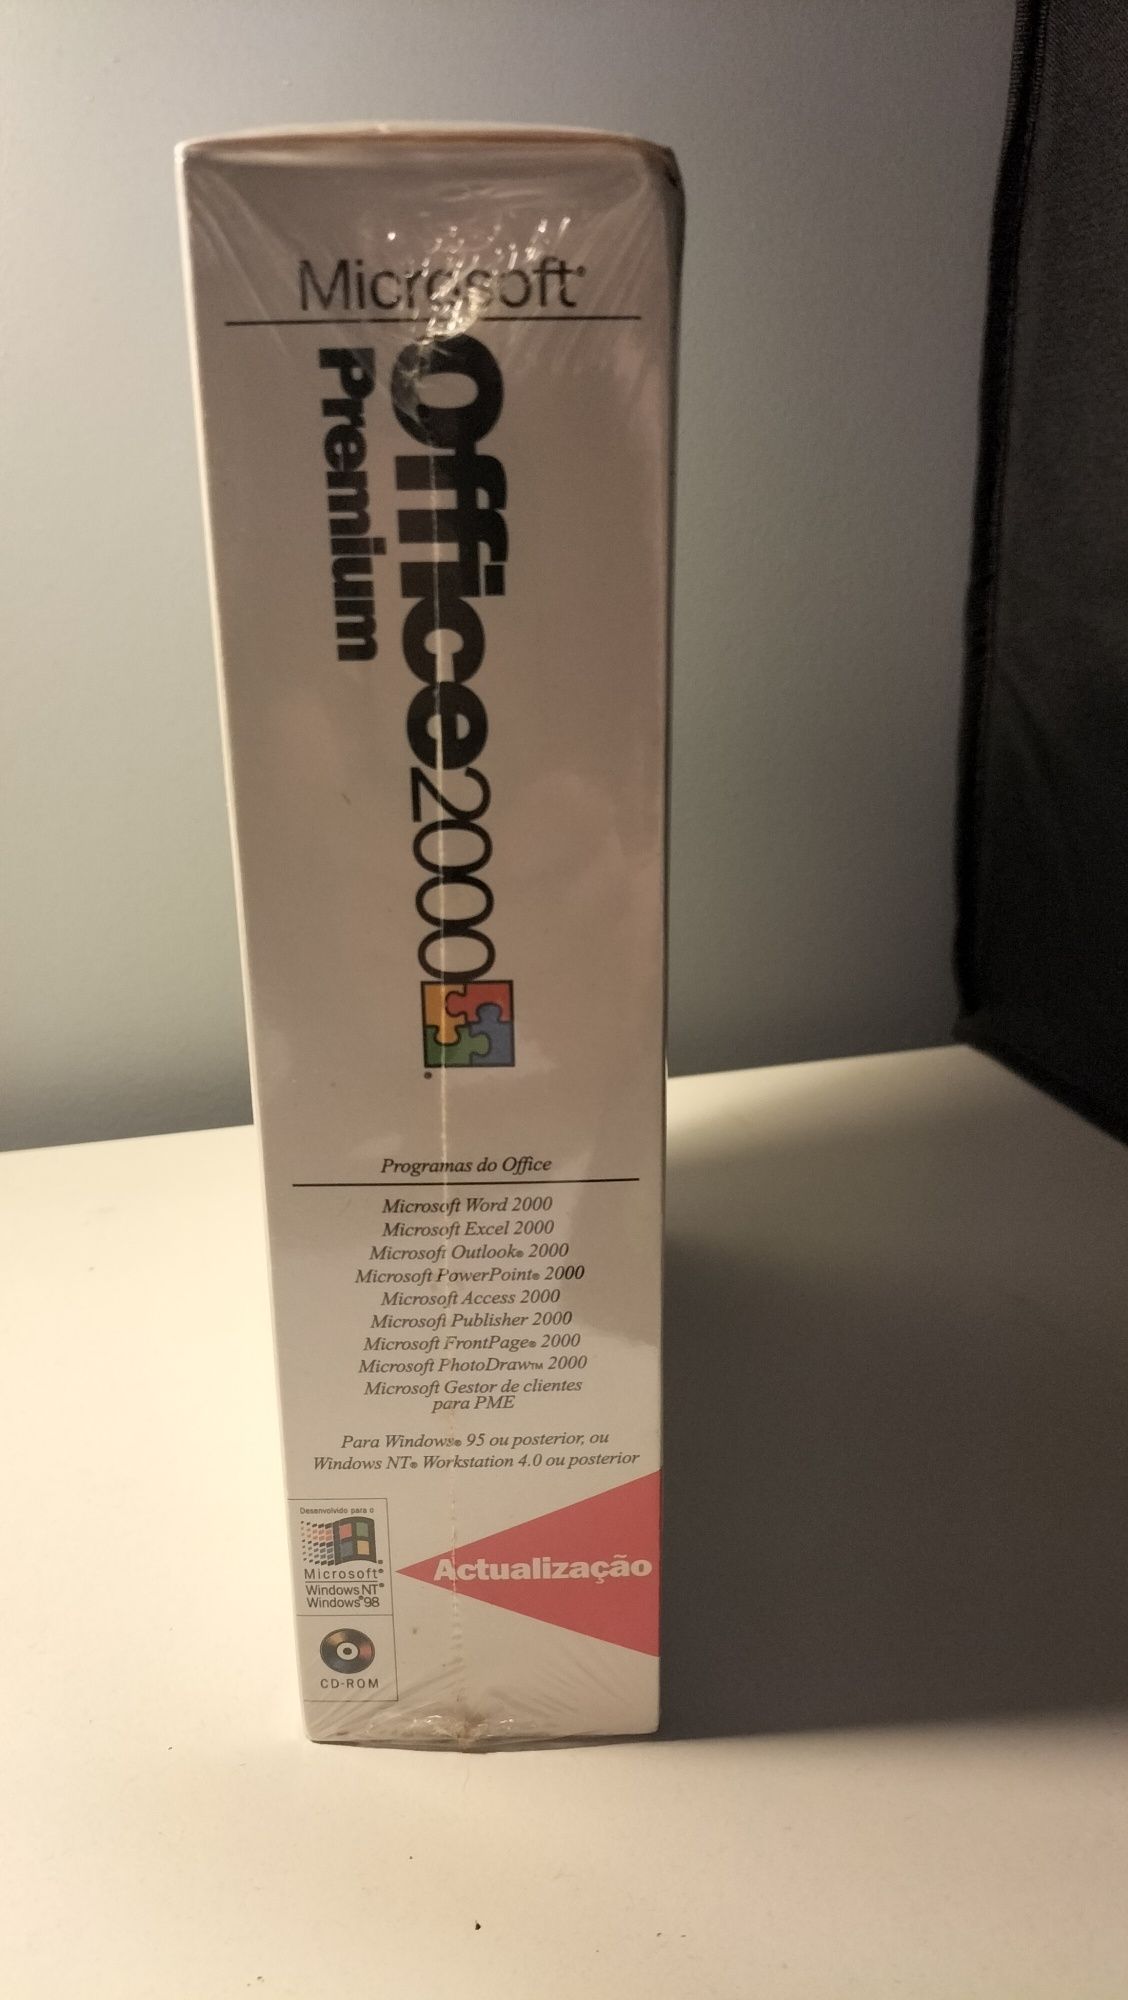 Microsoft®
Office2000
Premium
Programas do Office
Microsoft Word 2000
Microsoft Excel 2000
Microsoft Outlook® 2000
Microsoft PowerPoint® 2000
Microsoft Access 2000
Microsoft Publisher 2000
Microsoft FrontPage® 2000
Microsoft PhotoDraw™ 2000
Microsoft Gestor de clientes
para PME
Para Windows® 95 ou posterior, ou
Windows NT® Workstation 4.0 ou posterior
Desenvolvido para o
Microsoft®
Windows NT®
Windows®98
CD-ROM
Actualização